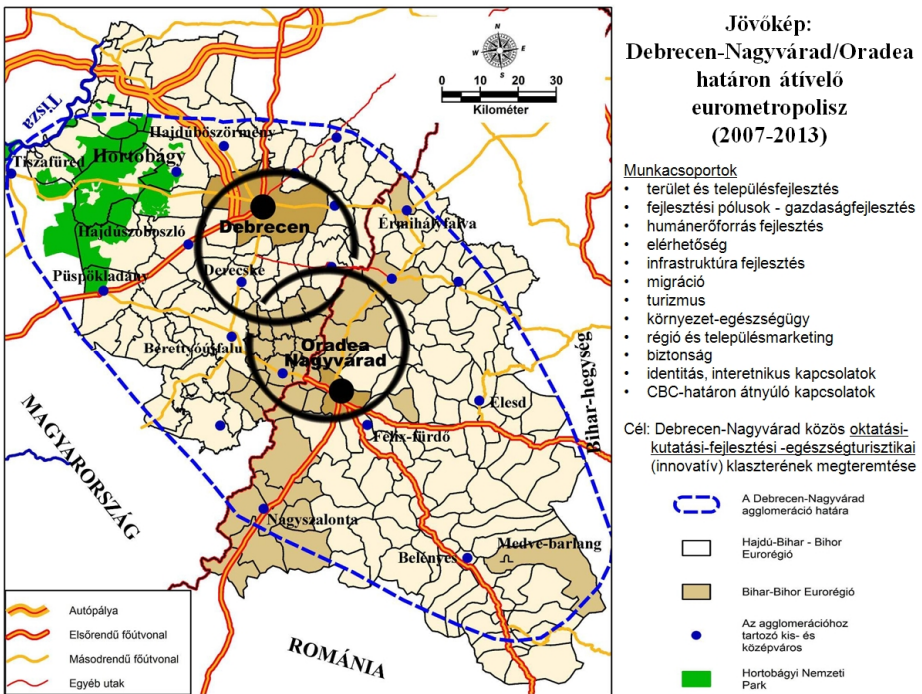 Jövőkép:
Debrecen-Nagyvárad/Oradea
határon átívelő
eurometropolisz
(2007-2013)
Munkacsoportok
• terület és településfejlesztés
• fejlesztési pólusok - gazdaságfejlesztés
• humánerőforrás fejlesztés
• elérhetőség
• infrastruktúra fejlesztés
• migráció
• turizmus
• környezet-egészségügy
• régió és településmarketing
• biztonság
• identitás, interetnikus kapcsolatok
• CBC-határon átnyúló kapcsolatok
Cél: Debrecen-Nagyvárad közös oktatási-
kutatási-fejlesztési -egészségturisztikai
(innovatív) klaszterének megteremtése
A Debrecen-Nagyvárad
agglomeráció határa
Hajdú-Bihar - Bihor
Eurorégió
Bihar-Bihor Eurorégió
Az agglomerációhoz
tartozó kis- és
középváros
Hortobágyi Nemzeti
Park
N
W E
S
0 10 20 30
Kilométer
Tisza
Hajdúböszörmény
Hortobágy
Tiszafüred
Debrecen
Érmihályfalva
Hajdúszoboszló
Derecske
Püspökladány
Berettyóújfalu
Oradea
Nagyvárad
Bihar-hegység
Élesd
Félix-fürdő
MAGYARORSZÁG
Nagyszalonta
Medve-barlang
Belényes
ROMÁNIA
Autópálya
Elsőrendű főútvonal
Másodrendű főútvonal
Egyéb utak